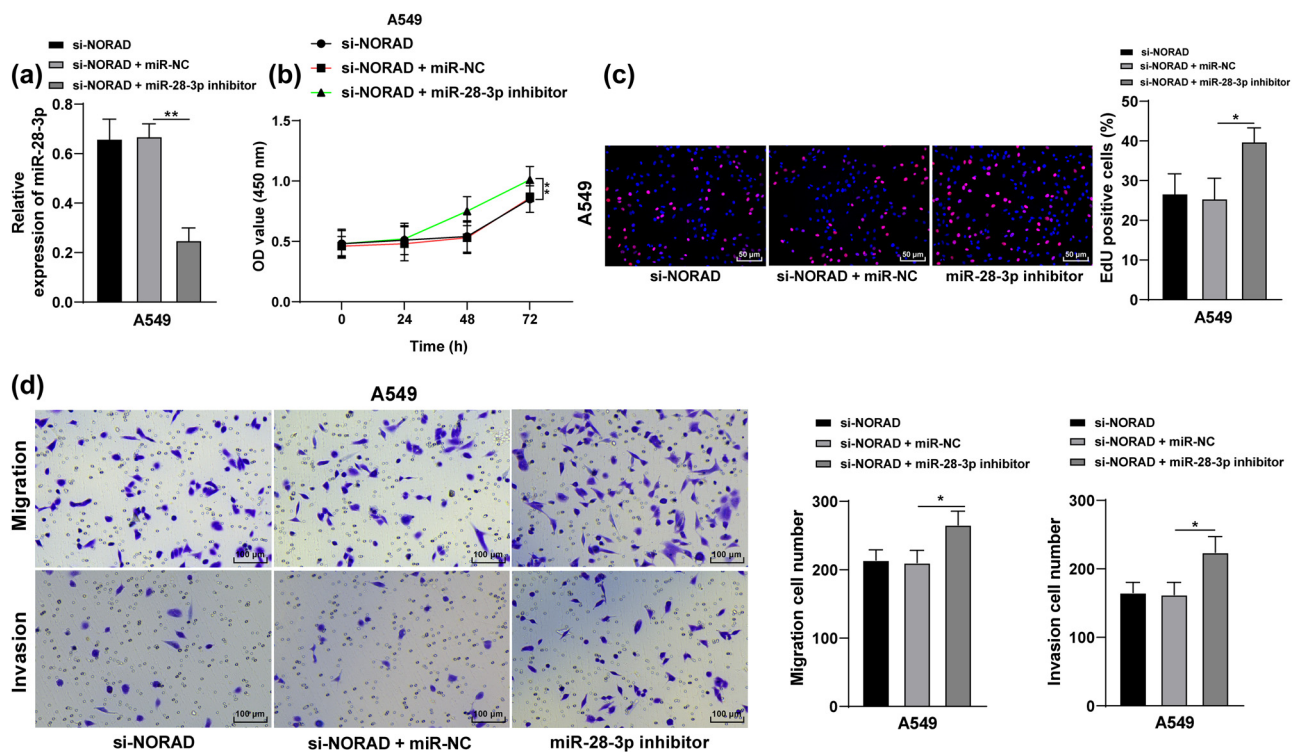 (a)
si-NORAD
si-NORAD + miR-NC
si-NORAD + miR-28-3p inhibitor
Relative
expression of miR-28-3p
0.8
0.6
0.4
0.2
0.0
**
A549
(b)
A549
si-NORAD
si-NORAD + miR-NC
si-NORAD + miR-28-3p inhibitor
OD value (450 nm)
1.5
1.0
0.5
0.0
**
0 24 48 72
Time (h)
(c)
A549
50 μm
50 μm
50 μm
si-NORAD
si-NORAD + miR-NC
miR-28-3p inhibitor
si-NORAD
si-NORAD + miR-NC
si-NORAD + miR-28-3p inhibitor
EdU positive cells (%)
50
40
30
20
10
0
*
A549
(d)
A549
Migration
100 μm
100 μm
100 μm
Invasion
100 μm
100 μm
100 μm
si-NORAD
si-NORAD + miR-NC
miR-28-3p inhibitor
si-NORAD
si-NORAD + miR-NC
si-NORAD + miR-28-3p inhibitor
Migration cell number
300
200
100
0
*
A549
si-NORAD
si-NORAD + miR-NC
si-NORAD + miR-28-3p inhibitor
Invasion cell number
300
200
100
0
*
A549